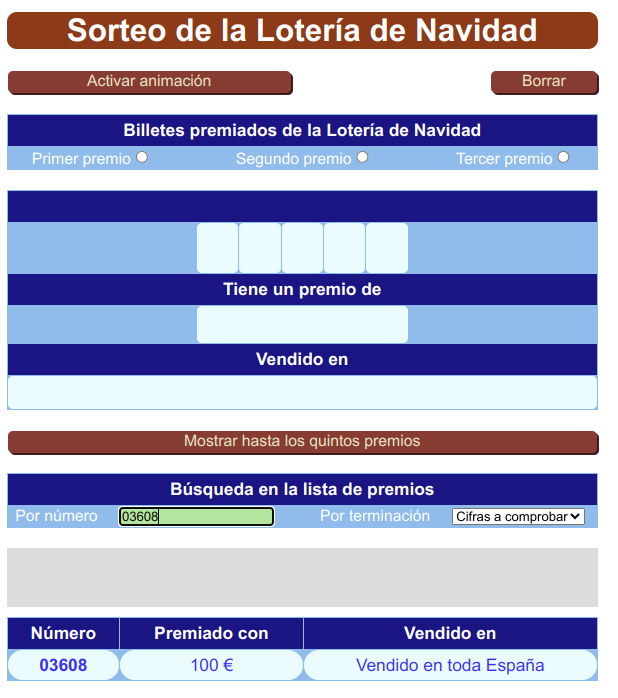 Sorteo de la Lotería de Navidad
Activar animación Borrar
Billetes premiados de la Lotería de Navidad
Primer premio Segundo premio Tercer premio
Tiene un premio de
Vendido en
Mostrar hasta los quintos premios
Búsqueda en la lista de premios
Por número 03608 Por terminación Cifras a comprobar
Número Premiado con Vendido en
03608 100 € Vendido en toda España